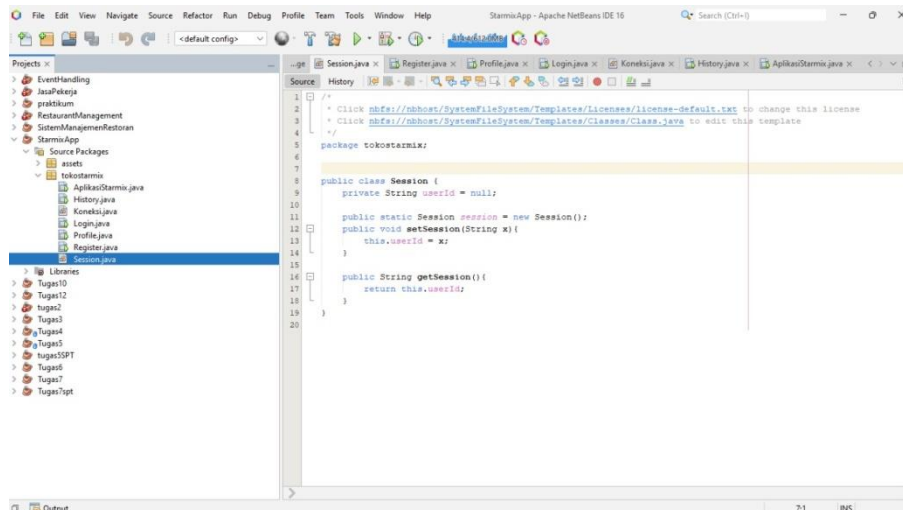 File Edit View Navigate Source Refactor Run Debug Profile Team Tools Window Help StarmixApp - Apache NetBeans IDE 16 Search (Ctrl+I)
<default config>
Projects
...ge Session.java Register.java Profile.java Login.java Koneksi.java History.java AplikasiStarmix.java
Source History
EventHandling
JasaPekerja
praktikum
RestaurantManagement
SistemManajemenRestoran
StarmixApp
Source Packages
assets
tokostarmix
AplikasiStarmix.java
History.java
Koneksi.java
Login.java
Profile.java
Register.java
Session.java
Libraries
Tugas10
Tugas12
tugas2
Tugas3
Tugas4
Tugas5
tugas5SPT
Tugas6
Tugas7
Tugas7spt
1 /*
2 * Click nbfs://nbhost/SystemFileSystem/Templates/Licenses/license-default.txt to change this license
3 * Click nbfs://nbhost/SystemFileSystem/Templates/Classes/Class.java to edit this template
4 */
5 package tokostarmix;
6
7
8 public class Session {
9 private String userId = null;
10
11 public static Session session = new Session();
12 public void setSession(String x){
13 this.userId = x;
14 }
15
16 public String getSession(){
17 return this.userId;
18 }
19 }
20
Output 7:1 INS